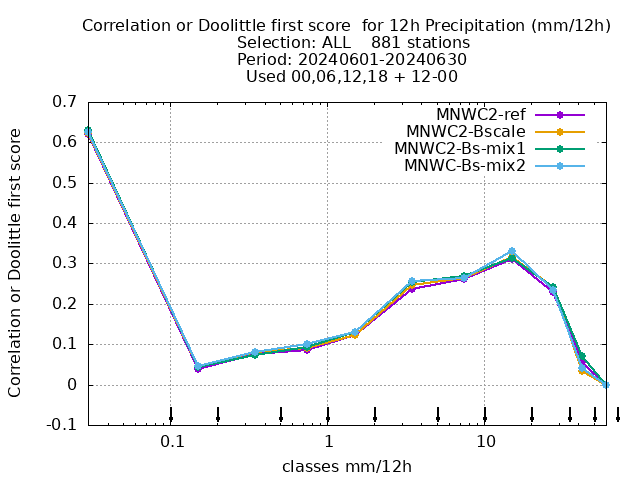 Correlation or Doolittle first score  for 12h Precipitation (mm/12h)
Selection: ALL    881 stations
Period: 20240601-20240630
Used 00,06,12,18 + 12-00
MNWC2-ref
MNWC2-Bscale
MNWC2-Bs-mix1
MNWC-Bs-mix2
Correlation or Doolittle first score
0.7
0.6
0.5
0.4
0.3
0.2
0.1
0
-0.1
0.1
1
10
classes mm/12h